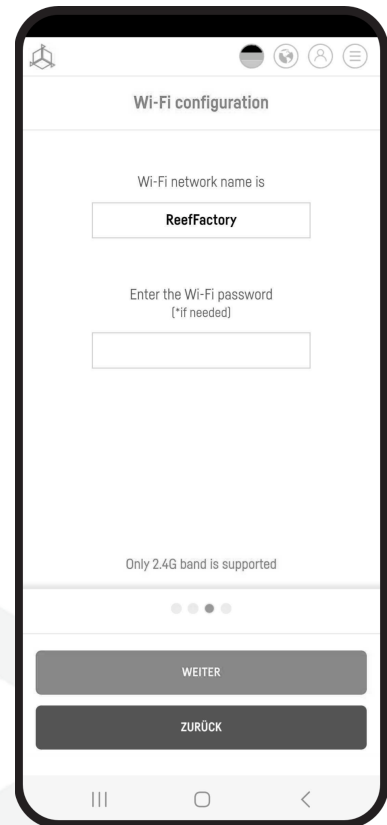 Wi-Fi configuration
Wi-Fi network name is
ReefFactory
Enter the Wi-Fi password
(*if needed)
Only 2.4G band is supported
WEITER
ZURÜCK